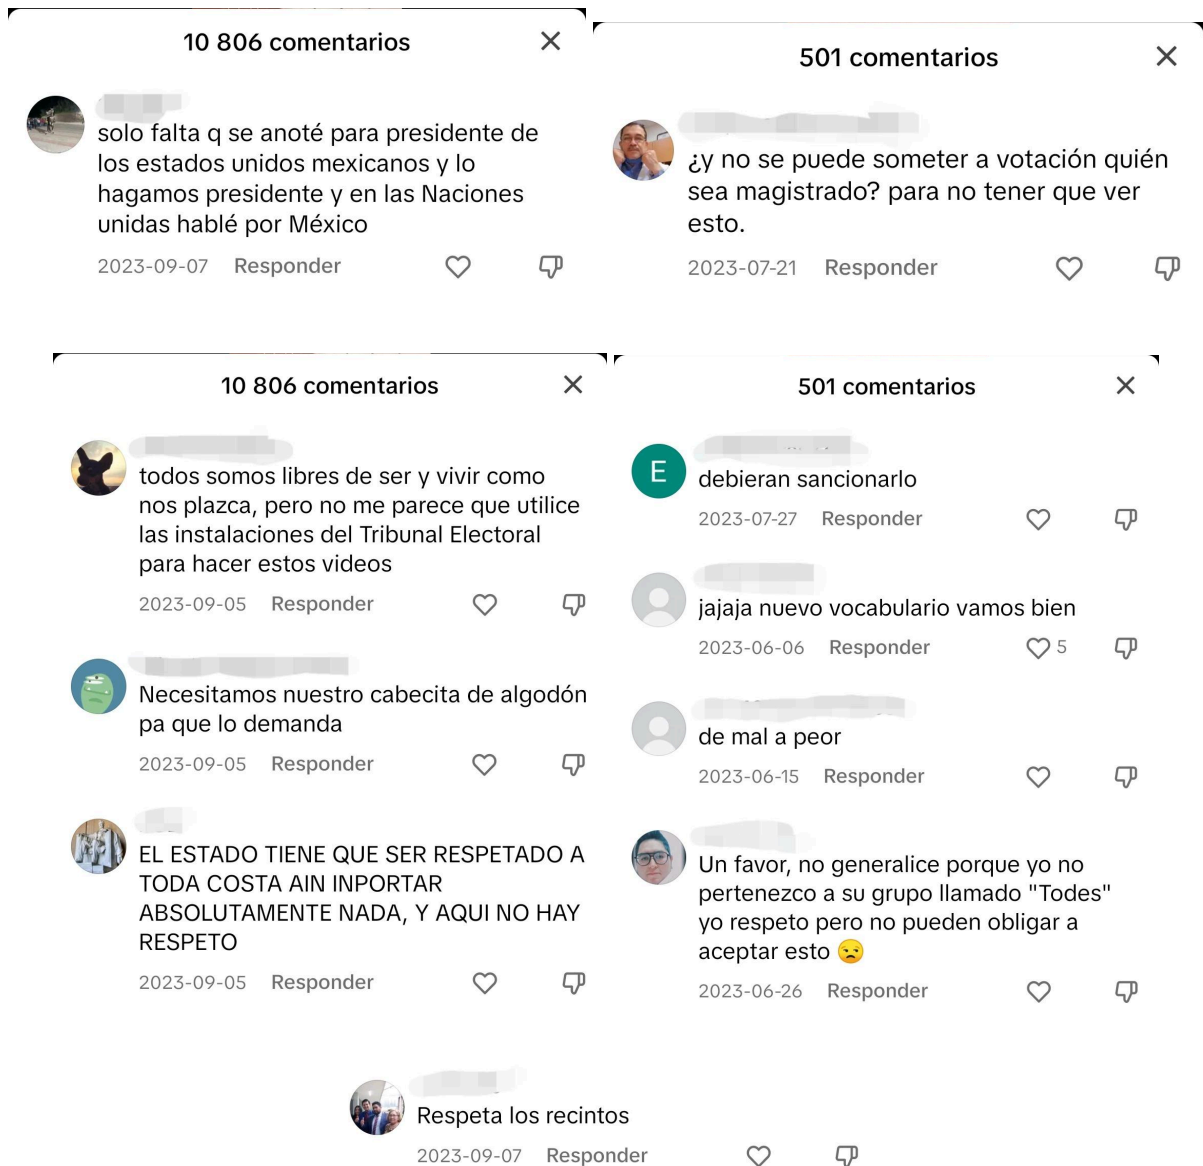 10 806 comentarios
solo falta q se anoté para presidente de
los estados unidos mexicanos y lo
hagamos presidente y en las Naciones
unidas hablé por México
2023-09-07 Responder
501 comentarios
¿y no se puede someter a votación quién
sea magistrado? para no tener que ver
esto.
2023-07-21 Responder
10 806 comentarios
todos somos libres de ser y vivir como
nos plazca, pero no me parece que utilice
las instalaciones del Tribunal Electoral
para hacer estos videos
2023-09-05 Responder
Necesitamos nuestro cabecita de algodón
pa que lo demanda
2023-09-05 Responder
EL ESTADO TIENE QUE SER RESPETADO A
TODA COSTA AIN INPORTAR
ABSOLUTAMENTE NADA, Y AQUI NO HAY
RESPETO
2023-09-05 Responder
501 comentarios
E
debieran sancionarlo
2023-07-27 Responder
jajaja nuevo vocabulario vamos bien
2023-06-06 Responder 5
de mal a peor
2023-06-15 Responder
Un favor, no generalice porque yo no
pertenezco a su grupo llamado "Todes"
yo respeto pero no pueden obligar a
aceptar esto 😒
2023-06-26 Responder
Respeta los recintos
2023-09-07 Responder